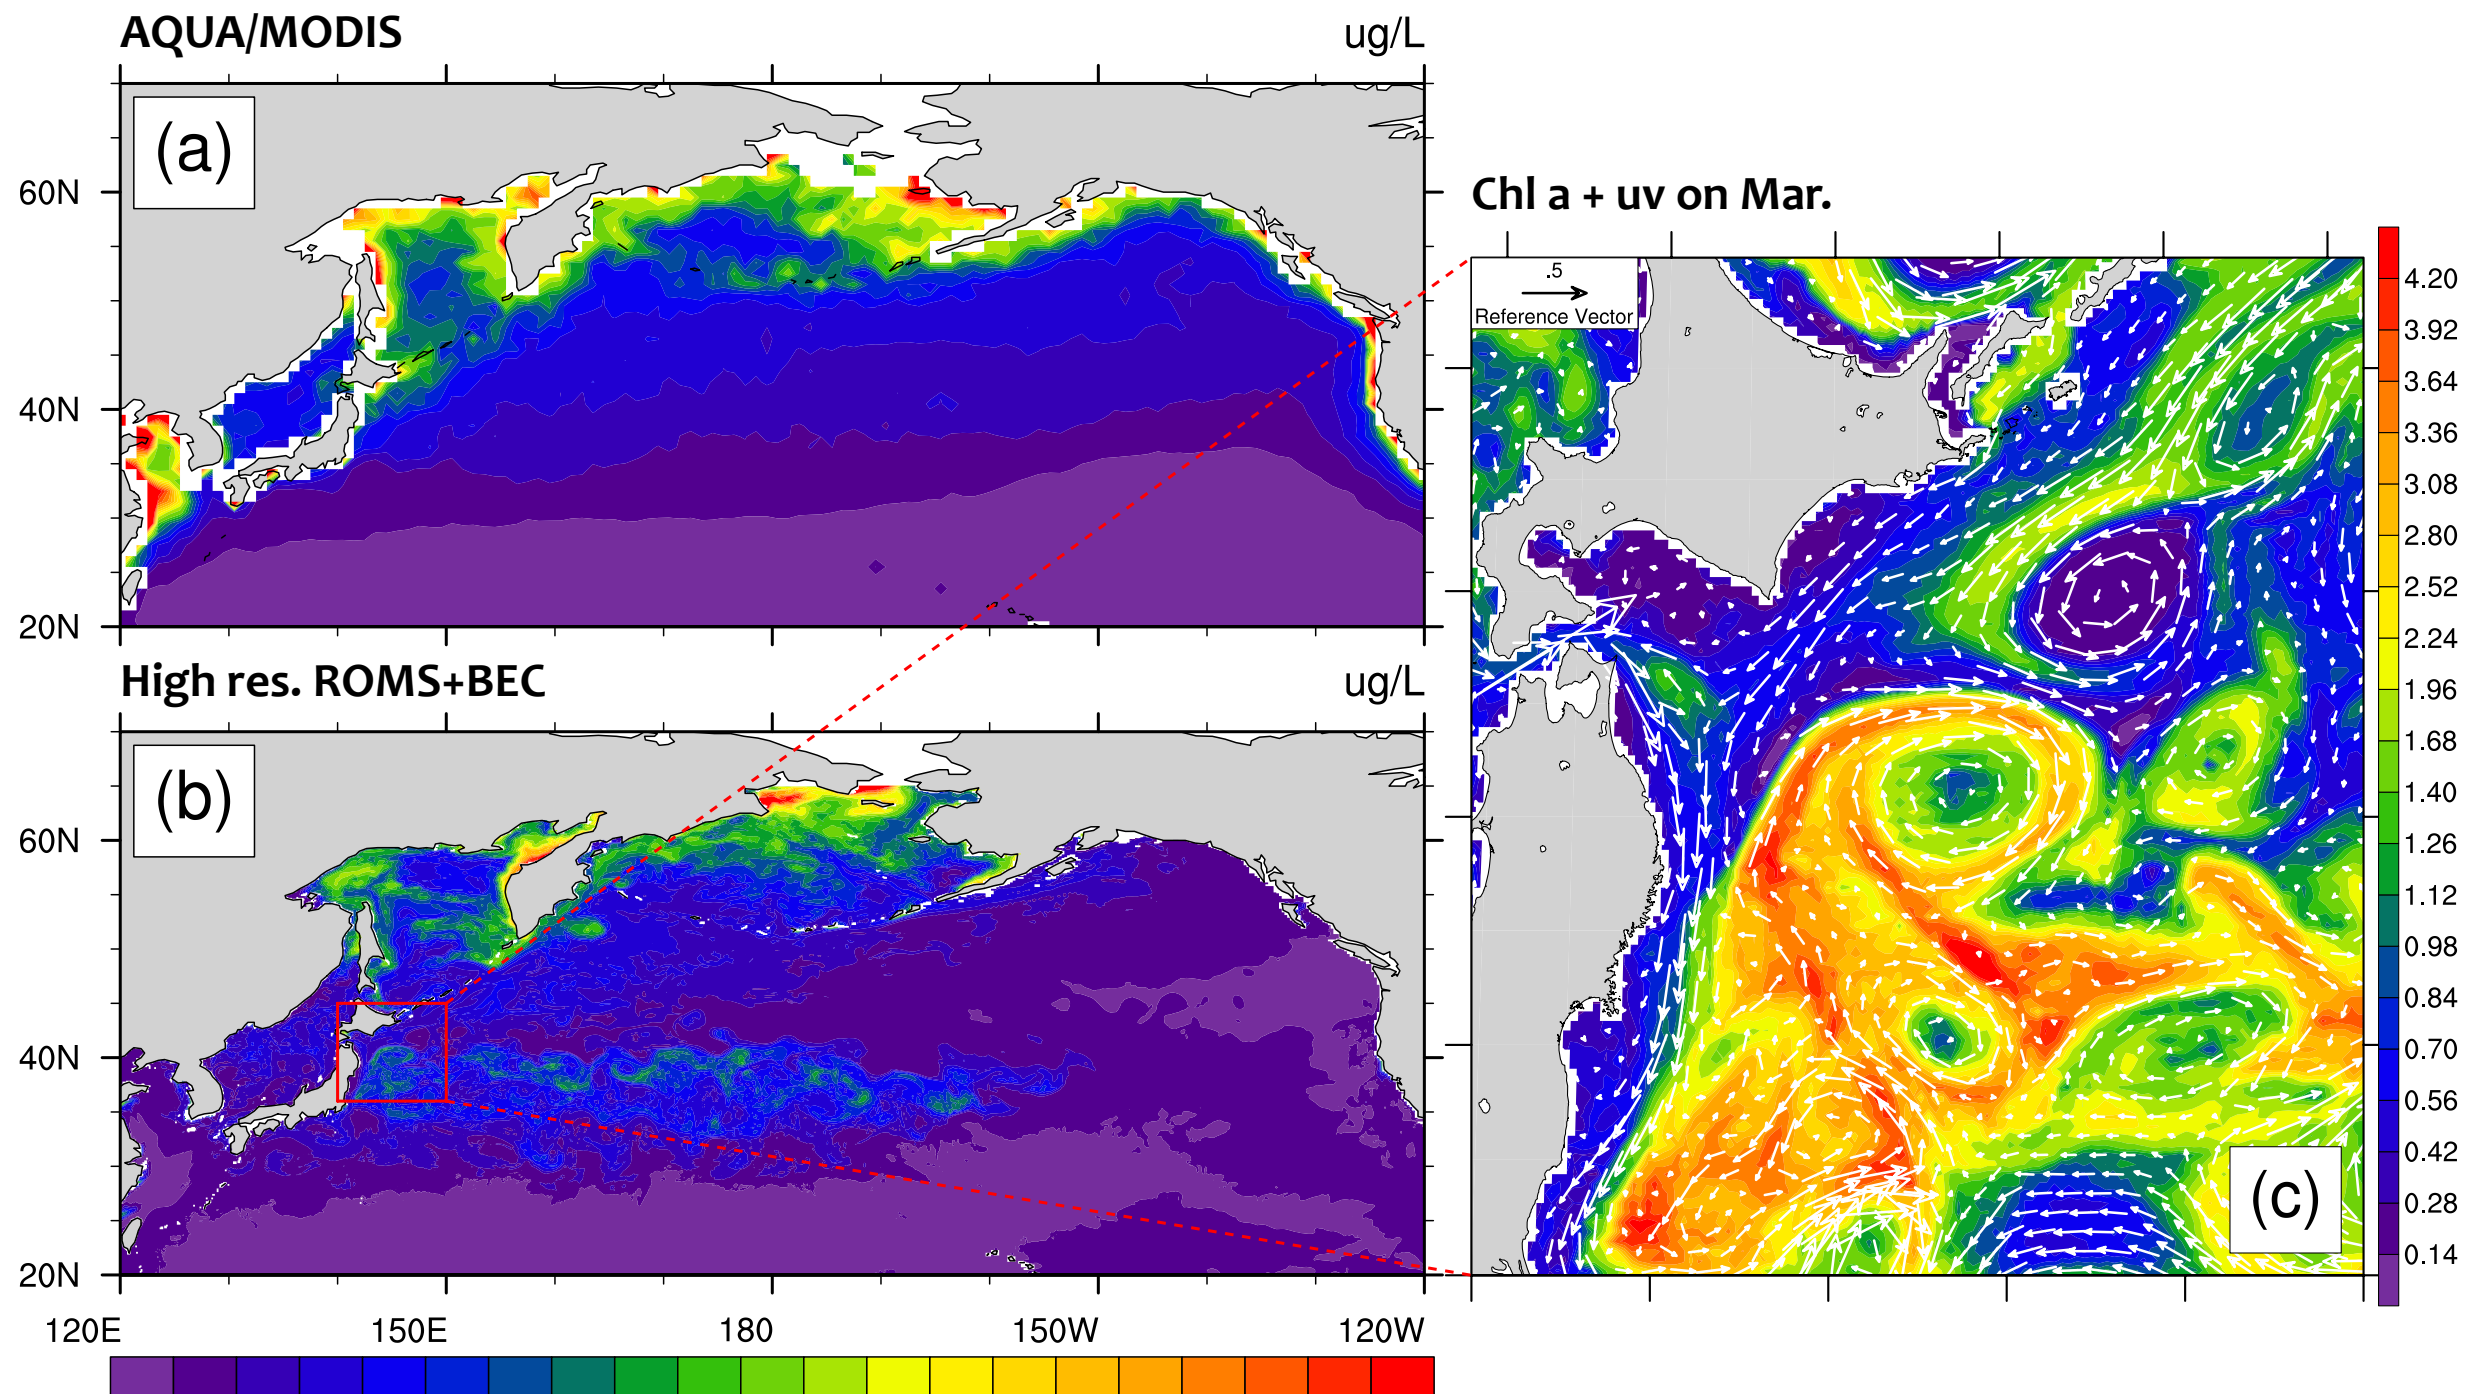 AQUA/MODIS
ug/L
(a)
60N
40N
20N
High res. ROMS+BEC
ug/L
(b)
60N
40N
20N
120E
150E
180
150W
120W
Chl a + uv on Mar.
.5
Reference Vector
(c)
4.20
3.92
3.64
3.36
3.08
2.80
2.52
2.24
1.96
1.68
1.40
1.26
1.12
0.98
0.84
0.70
0.56
0.42
0.28
0.14